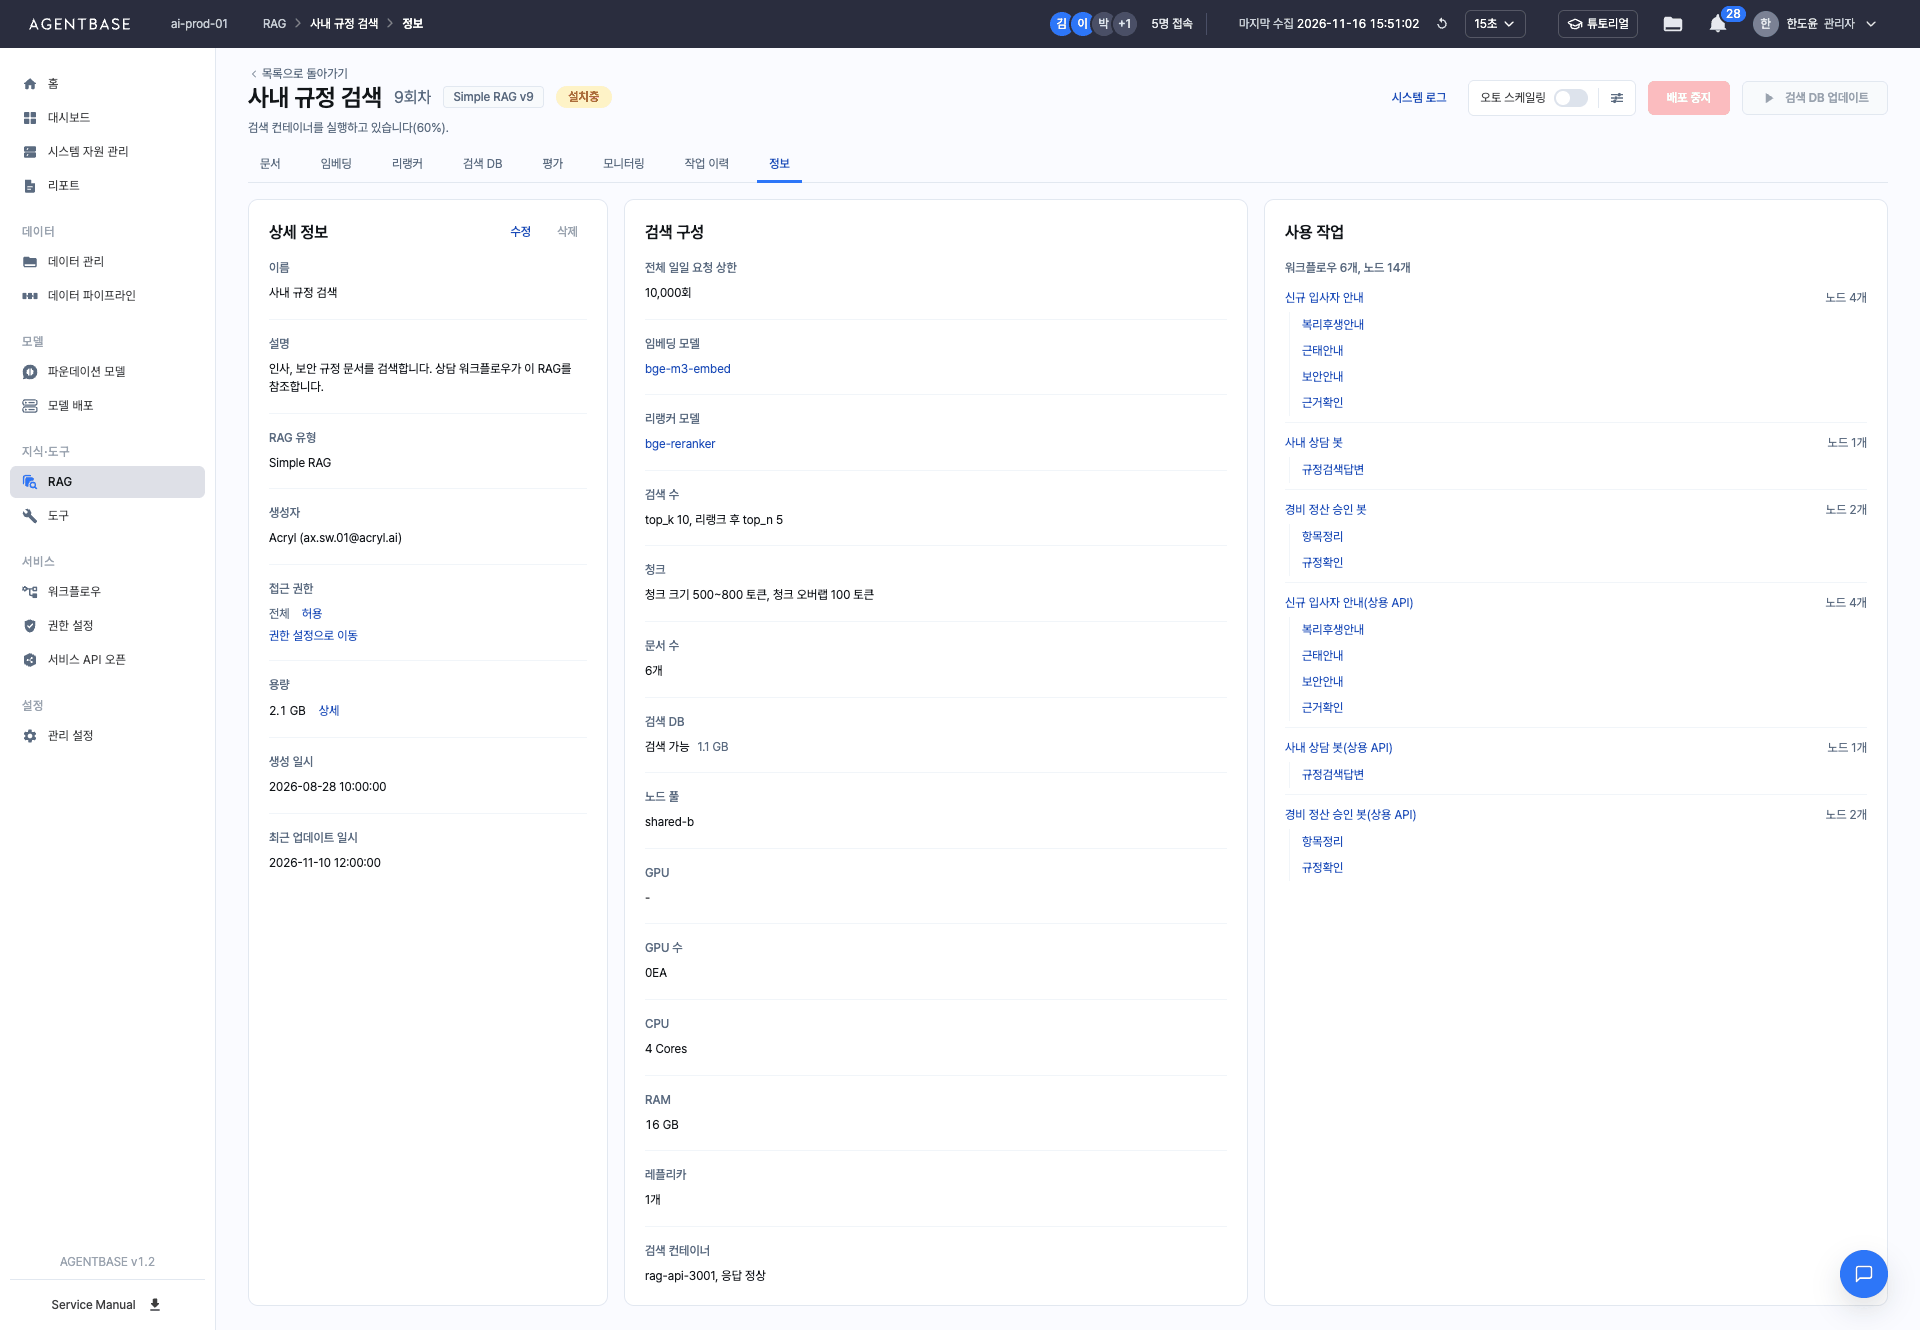 AGENTBASE
ai-prod-01
RAG > 사내 규정 검색 > 정보
김 이 박 +1 5명 접속
마지막 수집 2026-11-16 15:51:02
15초
튜토리얼
28
한 한도윤 관리자
홈
대시보드
시스템 자원 관리
리포트
데이터
데이터 관리
데이터 파이프라인
모델
파운데이션 모델
모델 배포
지식·도구
RAG
도구
서비스
워크플로우
권한 설정
서비스 API 오픈
설정
관리 설정
AGENTBASE v1.2
Service Manual
목록으로 돌아가기
사내 규정 검색 9회차 Simple RAG v9 설치중
검색 컨테이너를 실행하고 있습니다(60%).
시스템 로그
오토 스케일링
배포 중지
검색 DB 업데이트
문서 임베딩 리랭커 검색 DB 평가 모니터링 작업 이력 정보
상세 정보 수정 삭제
이름
사내 규정 검색
설명
인사, 보안 규정 문서를 검색합니다. 상담 워크플로우가 이 RAG를
참조합니다.
RAG 유형
Simple RAG
생성자
Acryl (ax.sw.01@acryl.ai)
접근 권한
전체 허용
권한 설정으로 이동
용량
2.1 GB 상세
생성 일시
2026-08-28 10:00:00
최근 업데이트 일시
2026-11-10 12:00:00
검색 구성
전체 일일 요청 상한
10,000회
임베딩 모델
bge-m3-embed
리랭커 모델
bge-reranker
검색 수
top_k 10, 리랭크 후 top_n 5
청크
청크 크기 500~800 토큰, 청크 오버랩 100 토큰
문서 수
6개
검색 DB
검색 가능 1.1 GB
노드 풀
shared-b
GPU
-
GPU 수
0EA
CPU
4 Cores
RAM
16 GB
레플리카
1개
검색 컨테이너
rag-api-3001, 응답 정상
사용 작업
워크플로우 6개, 노드 14개
신규 입사자 안내 노드 4개
복리후생안내
근태안내
보안안내
근거확인
사내 상담 봇 노드 1개
규정검색답변
경비 정산 승인 봇 노드 2개
항목정리
규정확인
신규 입사자 안내(상용 API) 노드 4개
복리후생안내
근태안내
보안안내
근거확인
사내 상담 봇(상용 API) 노드 1개
규정검색답변
경비 정산 승인 봇(상용 API) 노드 2개
항목정리
규정확인